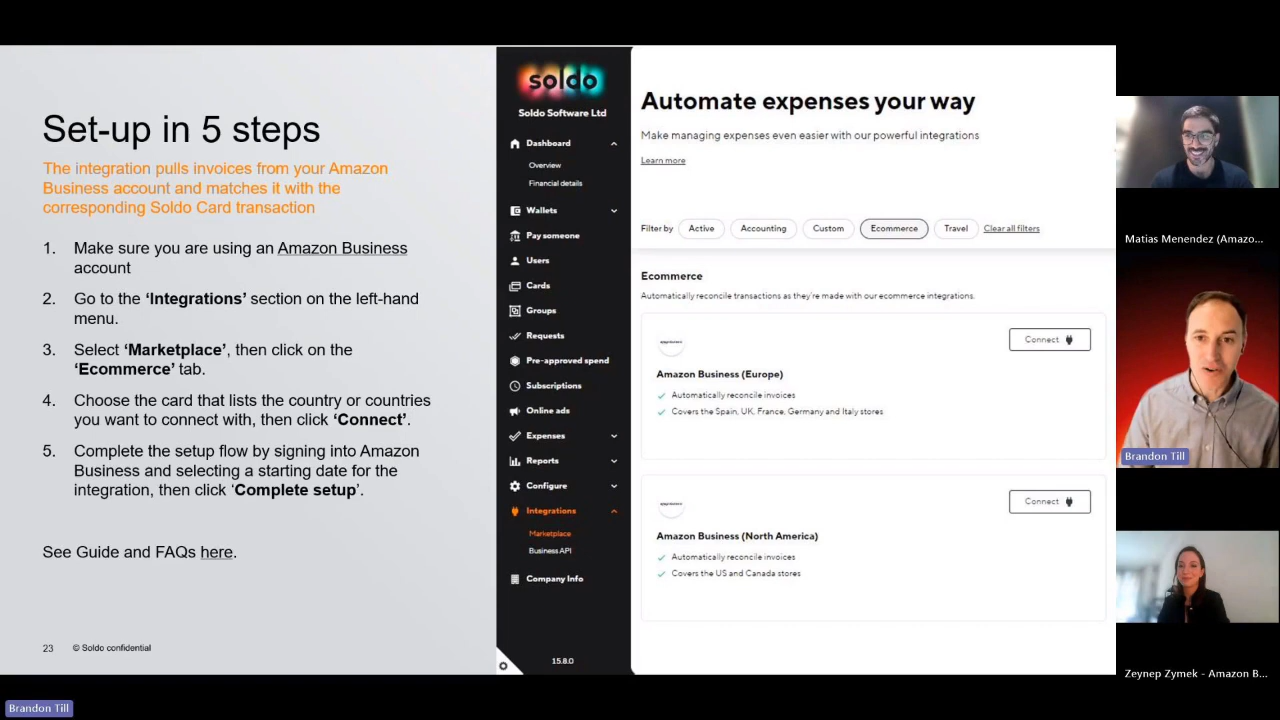 Set-up in 5 steps
The integration pulls invoices from your Amazon
Business account and matches it with the
corresponding Soldo Card transaction
1. Make sure you are using an Amazon Business
account
2. Go to the ‘Integrations’ section on the left-hand
menu.
3. Select ‘Marketplace’, then click on the
‘Ecommerce’ tab.
4. Choose the card that lists the country or countries
you want to connect with, then click ‘Connect’.
5. Complete the setup flow by signing into Amazon
Business and selecting a starting date for the
integration, then click ‘Complete setup’.
See Guide and FAQs here.
23 © Soldo confidential
soldo
Soldo Software Ltd
Dashboard
Overview
Financial details
Wallets
Pay someone
Users
Cards
Groups
Requests
Pre-approved spend
Subscriptions
Online ads
Expenses
Reports
Configure
Integrations
Marketplace
Business API
Company Info
15.8.0
Automate expenses your way
Make managing expenses even easier with our powerful integrations
Learn more
Filter by Active Accounting Custom Ecommerce Travel Clear all filters
Ecommerce
Automatically reconcile transactions as they're made with our ecommerce integrations.
Connect
Amazon Business (Europe)
Automatically reconcile invoices
Covers the Spain, UK, France, Germany and Italy stores
Connect
Amazon Business (North America)
Automatically reconcile invoices
Covers the US and Canada stores
Matias Menendez (Amazo...
Brandon Till
Zeynep Zymek - Amazon B...
Brandon Till